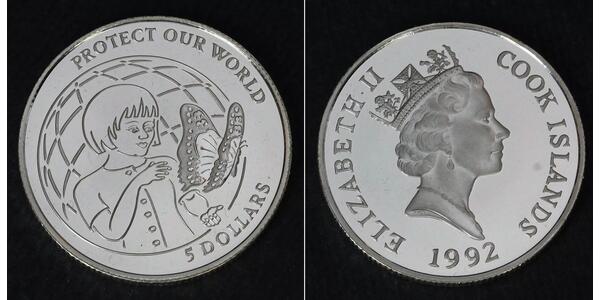 PROTECT OUR WORLD
5 DOLLARS
ELIZABETH·II
COOK ISLANDS
1992